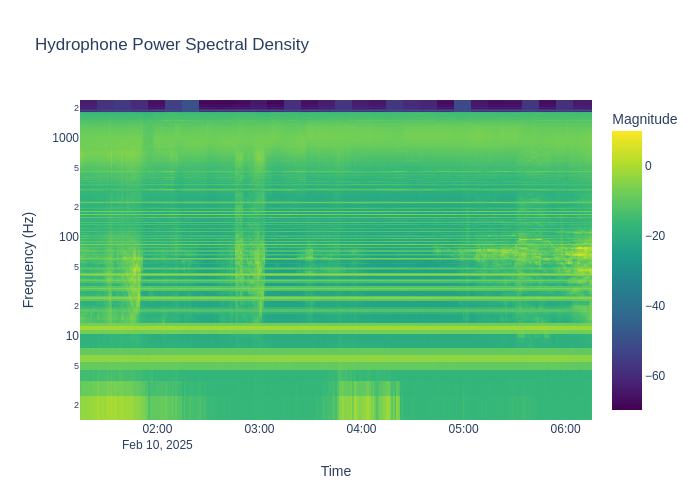 Hydrophone Power Spectral Density
Magnitude
0
−20
−40
−60
Frequency (Hz)
2
1000
5
2
100
5
2
10
5
2
02:00 03:00 04:00 05:00 06:00
Feb 10, 2025
Time